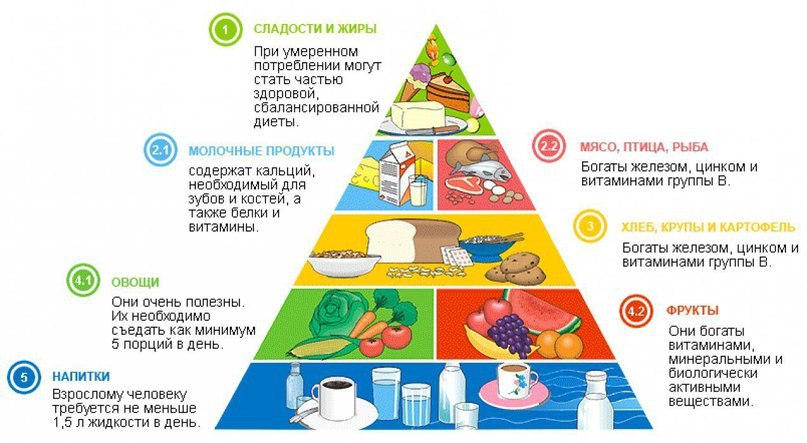 1 СЛАДОСТИ И ЖИРЫ
При умеренном
потреблении могут
стать частью
здоровой,
сбалансированной
диеты.
2.1 МОЛОЧНЫЕ ПРОДУКТЫ
содержат кальций,
необходимый для
зубов и костей, а
также белки и
витамины.
2.2 МЯСО, ПТИЦА, РЫБА
Богаты железом, цинком и
витаминами группы В.
3 ХЛЕБ, КРУПЫ И КАРТОФЕЛЬ
Богаты железом, цинком и
витаминами группы В.
4.1 ОВОЩИ
Они очень полезны.
Их необходимо
съедать как минимум
5 порций в день.
4.2 ФРУКТЫ
Они богаты
витаминами,
минеральными и
биологически
активными
веществами.
5 НАПИТКИ
Взрослому человеку
требуется не меньше
1,5 л жидкости в день.